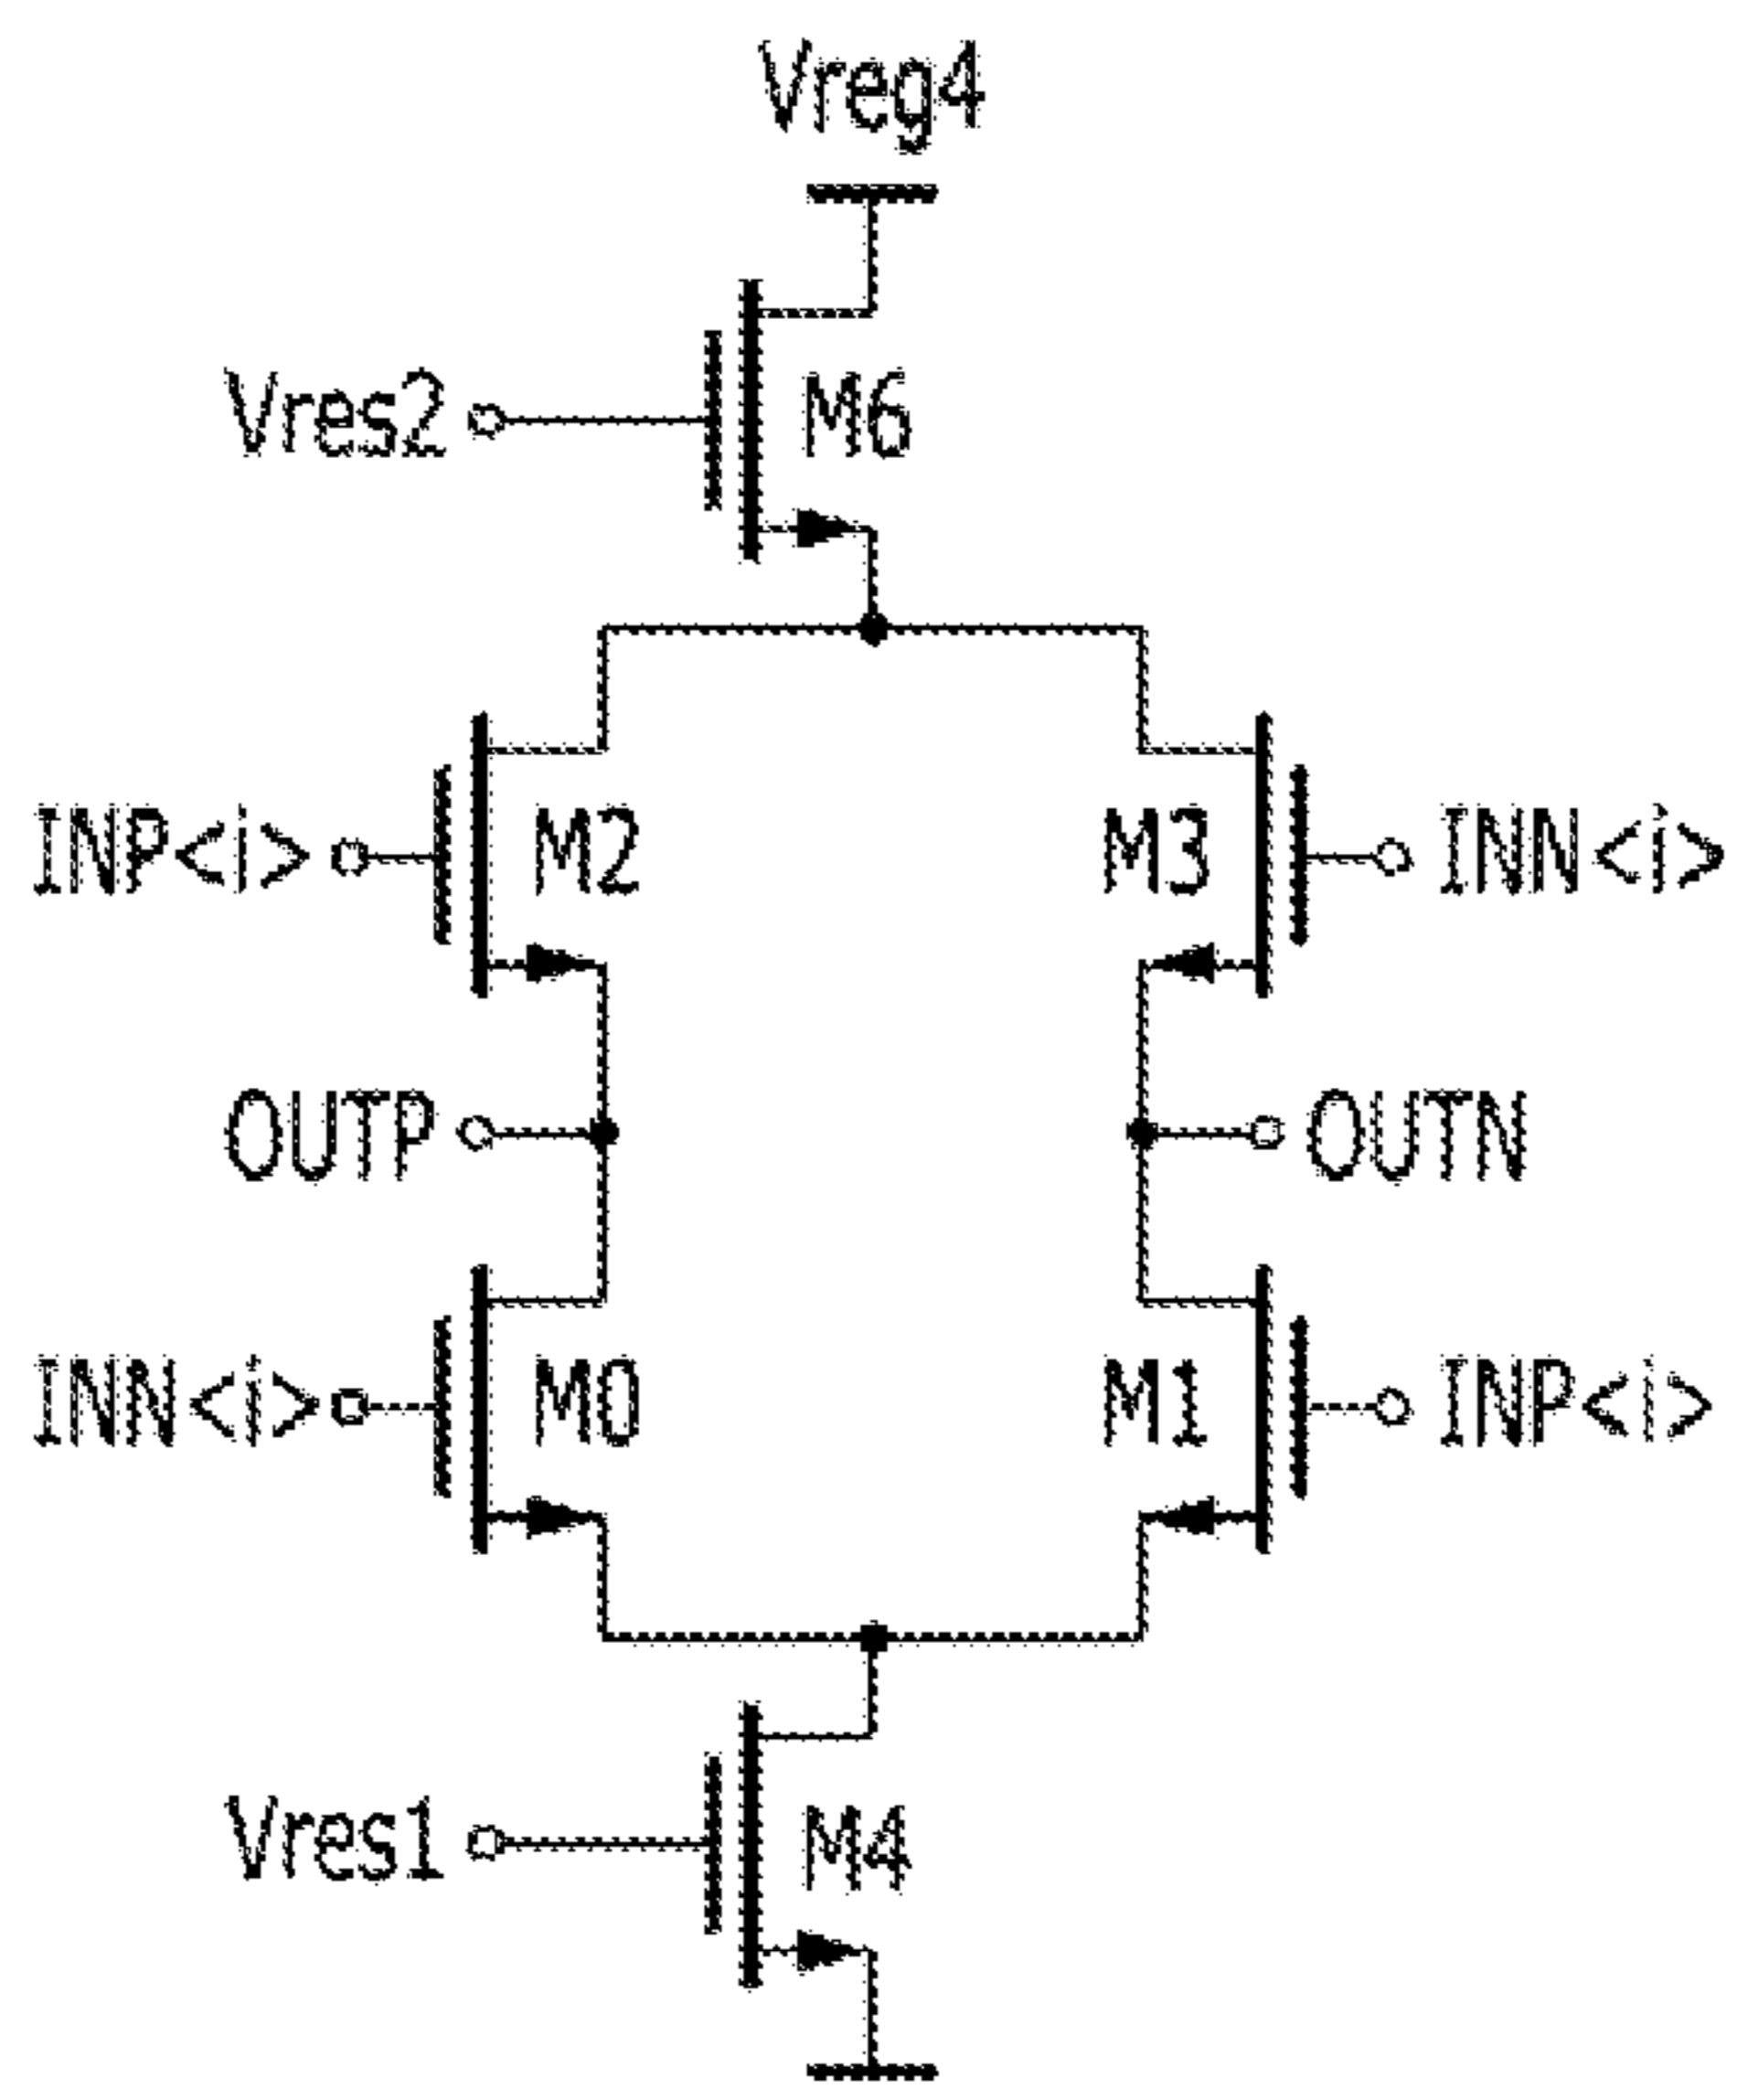 Vreg4
Vres2
M6
INP<i>
M2
M3
INN<i>
OUTP
OUTN
INN<i>
M0
M1
INP<i>
Vres1
M4